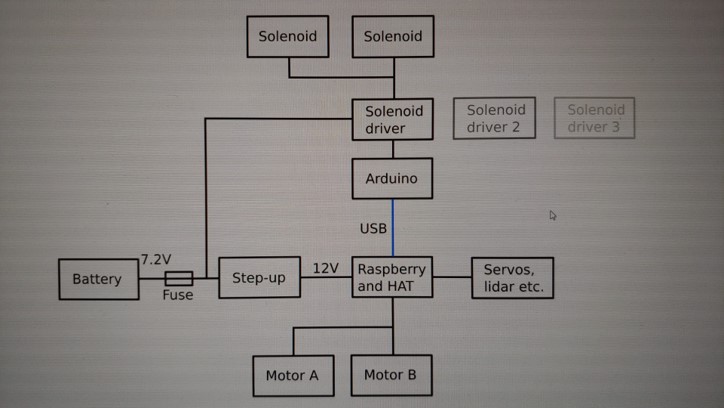 Solenoid
Solenoid
Solenoid
driver
Solenoid
driver 2
Solenoid
driver 3
Arduino
USB
7.2V
Battery
Fuse
Step-up
12V
Raspberry
and HAT
Servos,
lidar etc.
Motor A
Motor B